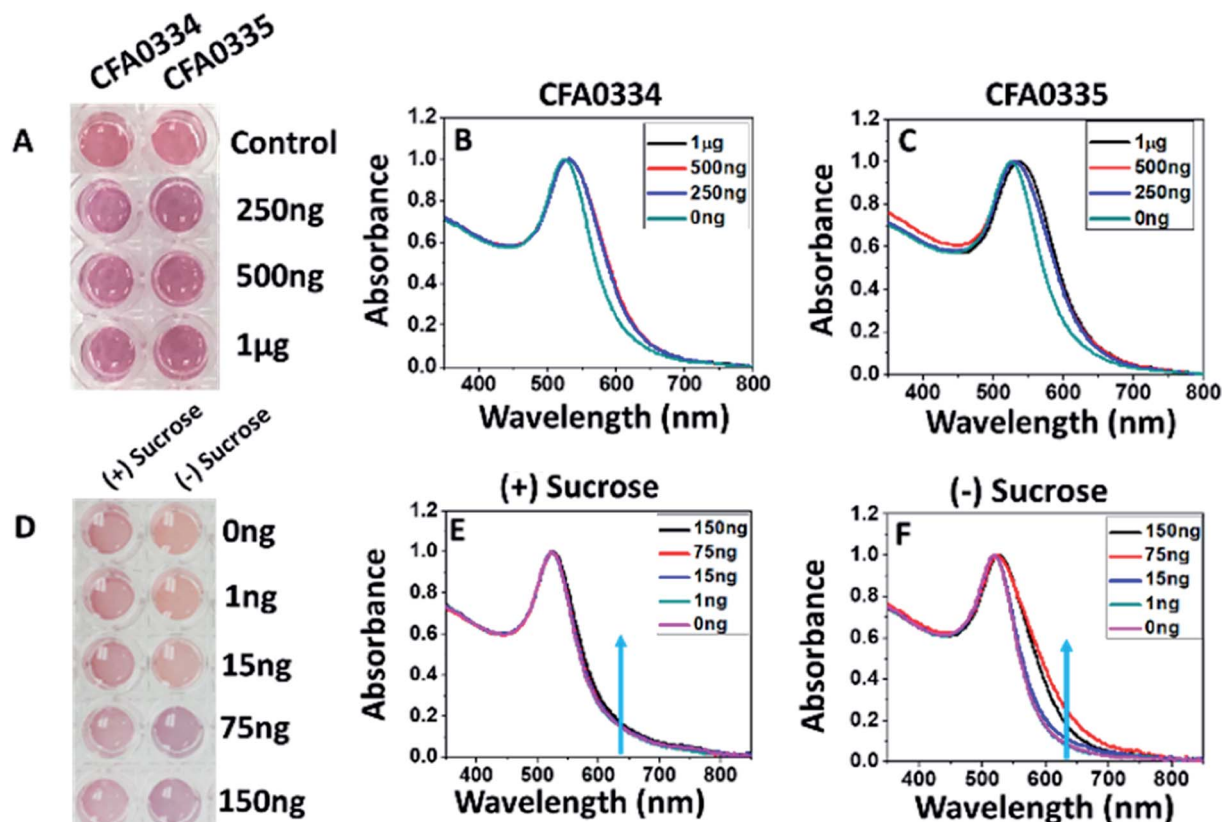 CFA0334
CFA0335
A
Control
250ng
500ng
1µg
CFA0334
B
1µg
500ng
250ng
0ng
1.2
1.0
0.8
0.6
0.4
0.2
0.0
Absorbance
400 500 600 700 800
Wavelength (nm)
CFA0335
C
1µg
500ng
250ng
0ng
1.2
1.0
0.8
0.6
0.4
0.2
0.0
Absorbance
400 500 600 700 800
Wavelength (nm)
(+) Sucrose
(-) Sucrose
D
0ng
1ng
15ng
75ng
150ng
(+) Sucrose
E
150ng
75ng
15ng
1ng
0ng
1.2
1.0
0.8
0.6
0.4
0.2
0.0
Absorbance
400 500 600 700 800
Wavelength (nm)
(-) Sucrose
F
150ng
75ng
15ng
1ng
0ng
1.2
1.0
0.8
0.6
0.4
0.2
0.0
Absorbance
400 500 600 700 800
Wavelength (nm)